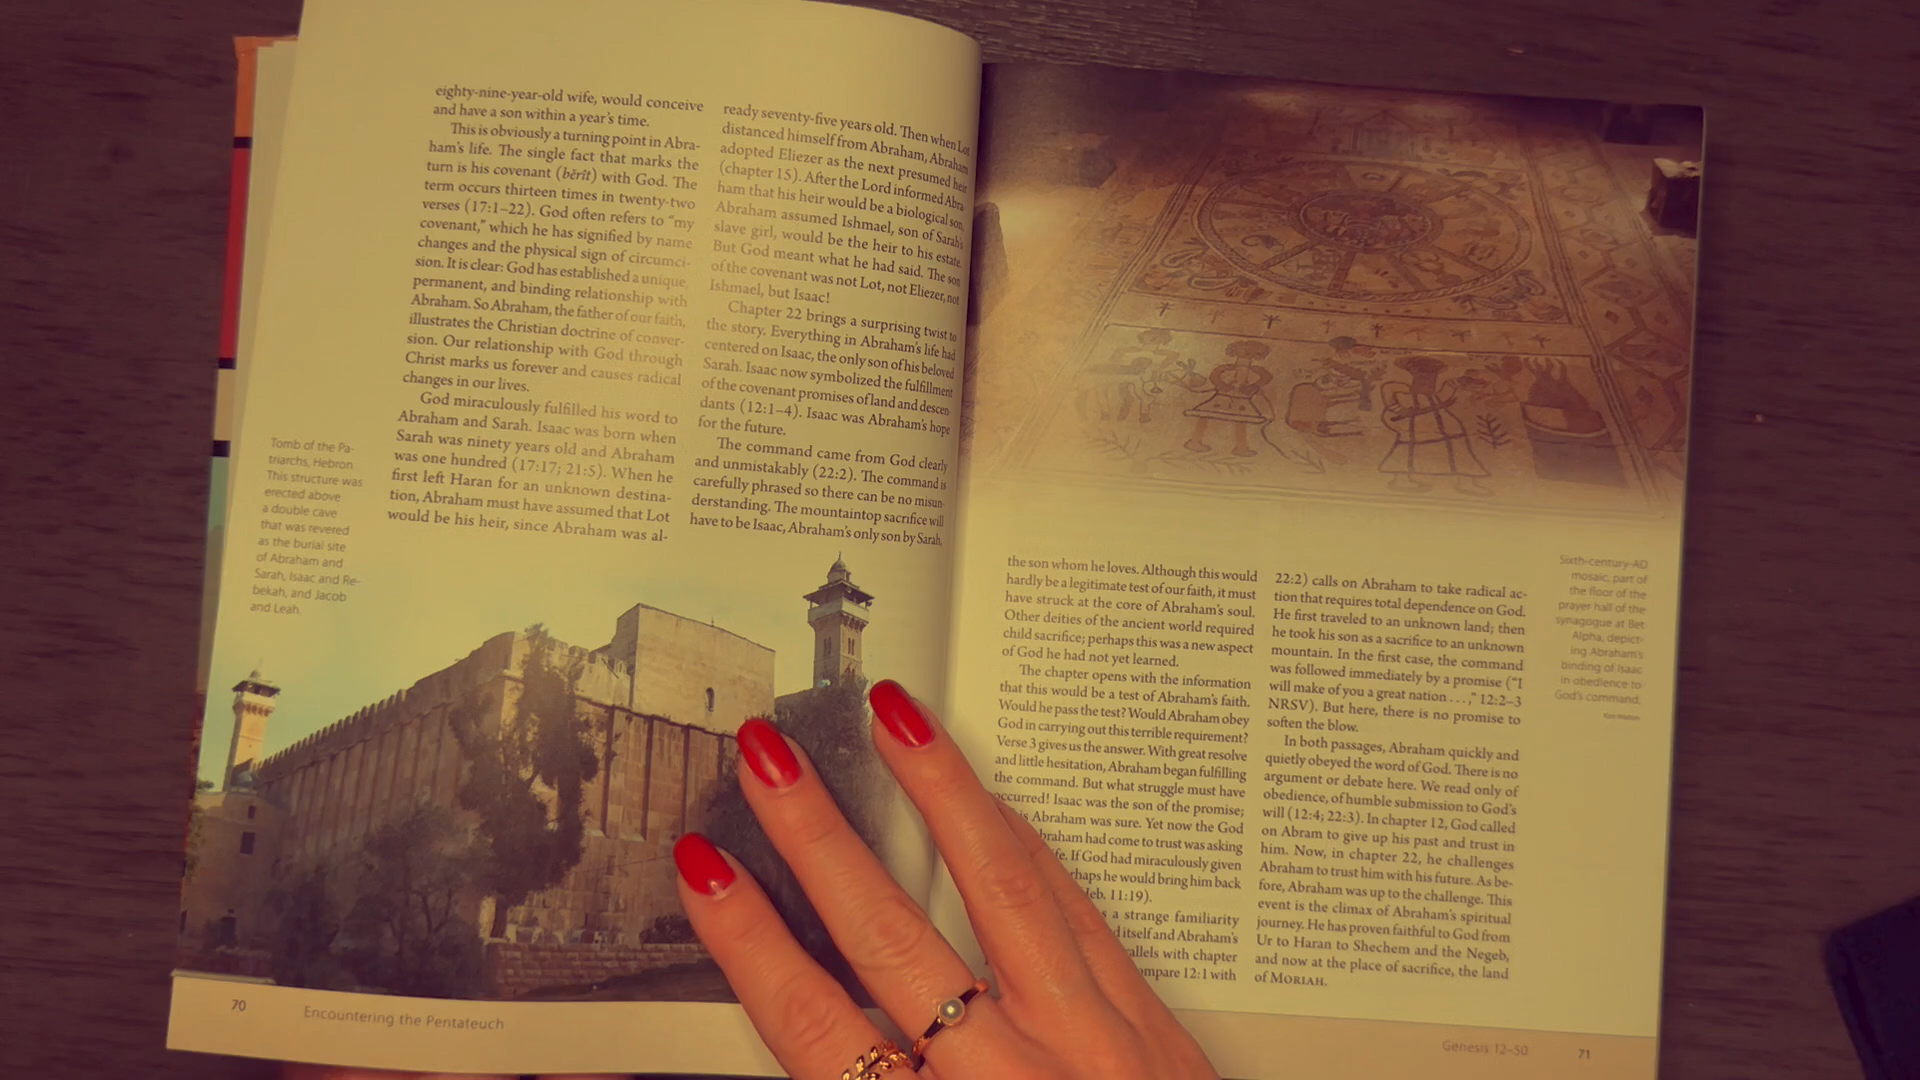 eighty-nine-year-old wife, would conceive
and have a son within a year's time.
This is obviously a turning point in Abra-
ham's life. The single fact that marks the
turn is his covenant (bĕrît) with God. The
term occurs thirteen times in twenty-two
verses (17:1–22). God often refers to “my
covenant,” which he has signified by name
changes and the physical sign of circumci-
sion. It is clear: God has established a unique,
permanent, and binding relationship with
Abraham. So Abraham, the father of our faith,
illustrates the Christian doctrine of conver-
sion. Our relationship with God through
Christ marks us forever and causes radical
changes in our lives.
God miraculously fulfilled his word to
Abraham and Sarah. Isaac was born when
Sarah was ninety years old and Abraham
was one hundred (17:17; 21:5). When he
first left Haran for an unknown destina-
tion, Abraham must have assumed that Lot
would be his heir, since Abraham was al-
ready seventy-five years old. Then when Lot
distanced himself from Abraham, Abraham
adopted Eliezer as the next presumed heir
(chapter 15). After the Lord informed Abra
ham that his heir would be a biological son,
Abraham assumed Ishmael, son of Sarah's
slave girl, would be the heir to his estate.
But God meant what he had said. The son
of the covenant was not Lot, not Eliezer, not
Ishmael, but Isaac!
Chapter 22 brings a surprising twist to
the story. Everything in Abraham's life had
centered on Isaac, the only son of his beloved
Sarah. Isaac now symbolized the fulfillment
of the covenant promises of land and descen-
dants (12:1–4). Isaac was Abraham's hope
for the future.
The command came from God clearly
and unmistakably (22:2). The command is
carefully phrased so there can be no misun-
derstanding. The mountaintop sacrifice will
have to be Isaac, Abraham's only son by Sarah,
Tomb of the Pa-
triarchs, Hebron
This structure was
erected above
a double cave
that was revered
as the burial site
of Abraham and
Sarah, Isaac and Re-
bekah, and Jacob
and Leah.
70 Encountering the Pentateuch
the son whom he loves. Although this would
hardly be a legitimate test of our faith, it must
have struck at the core of Abraham's soul.
Other deities of the ancient world required
child sacrifice; perhaps this was a new aspect
of God he had not yet learned.
The chapter opens with the information
that this would be a test of Abraham's faith.
Would he pass the test? Would Abraham obey
God in carrying out this terrible requirement?
Verse 3 gives us the answer. With great resolve
and little hesitation, Abraham began fulfilling
the command. But what struggle must have
occurred! Isaac was the son of the promise;
is Abraham was sure. Yet now the God
braham had come to trust was asking
ife. If God had miraculously given
rhaps he would bring him back
eb. 11:19).
s a strange familiarity
d itself and Abraham's
allels with chapter
ompare 12:1 with
22:2) calls on Abraham to take radical ac-
tion that requires total dependence on God.
He first traveled to an unknown land; then
he took his son as a sacrifice to an unknown
mountain. In the first case, the command
was followed immediately by a promise (“I
will make of you a great nation . . . ,” 12:2–3
NRSV). But here, there is no promise to
soften the blow.
In both passages, Abraham quickly and
quietly obeyed the word of God. There is no
argument or debate here. We read only of
obedience, of humble submission to God's
will (12:4; 22:3). In chapter 12, God called
on Abram to give up his past and trust in
him. Now, in chapter 22, he challenges
Abraham to trust him with his future. As be-
fore, Abraham was up to the challenge. This
event is the climax of Abraham's spiritual
journey. He has proven faithful to God from
Ur to Haran to Shechem and the Negeb,
and now at the place of sacrifice, the land
of MORIAH.
Sixth-century-AD
mosaic, part of
the floor of the
prayer hall of the
synagogue at Bet
Alpha, depict-
ing Abraham's
binding of Isaac
in obedience to
God's command.
Genesis 12–50 71